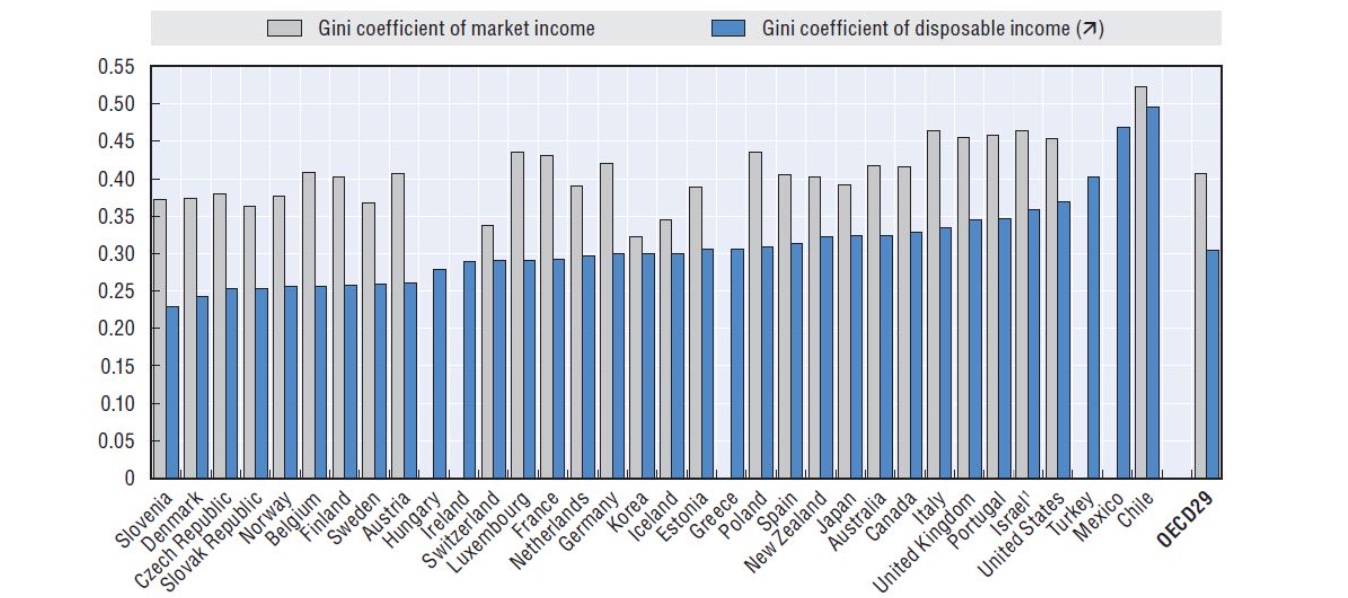 Gini coefficient of market income
Gini coefficient of disposable income (↗)
0.55
0.50
0.45
0.40
0.35
0.30
0.25
0.20
0.15
0.10
0.05
0
Slovenia
Denmark
Czech Republic
Slovak Republic
Norway
Belgium
Finland
Sweden
Austria
Hungary
Ireland
Switzerland
Luxembourg
France
Netherlands
Germany
Korea
Iceland
Estonia
Greece
Poland
Spain
New Zealand
Japan
Australia
Canada
Italy
United Kingdom
Portugal
Israel¹
United States
Turkey
Mexico
Chile
OECD29